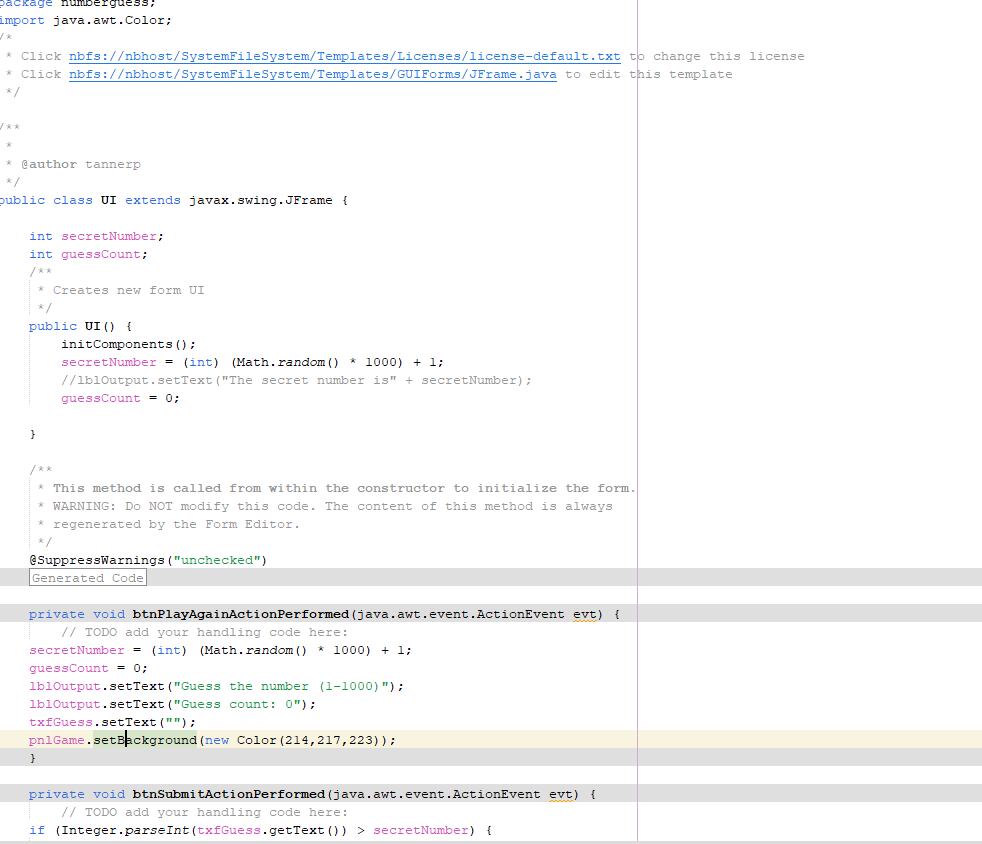 package numberguess;
import java.awt.Color;
/*
 * Click nbfs://nbhost/SystemFileSystem/Templates/Licenses/license-default.txt to change this license
 * Click nbfs://nbhost/SystemFileSystem/Templates/GUIForms/JFrame.java to edit this template
 */
/**
 *
 * @author tannerp
 */
public class UI extends javax.swing.JFrame {
    int secretNumber;
    int guessCount;
    /**
     * Creates new form UI
     */
    public UI() {
        initComponents();
        secretNumber = (int) (Math.random() * 1000) + 1;
        //lblOutput.setText("The secret number is" + secretNumber);
        guessCount = 0;
    }
    /**
     * This method is called from within the constructor to initialize the form.
     * WARNING: Do NOT modify this code. The content of this method is always
     * regenerated by the Form Editor.
     */
    @SuppressWarnings("unchecked")
    Generated Code
    private void btnPlayAgainActionPerformed(java.awt.event.ActionEvent evt) {
        // TODO add your handling code here:
    secretNumber = (int) (Math.random() * 1000) + 1;
    guessCount = 0;
    lblOutput.setText("Guess the number (1-1000)");
    lblOutput.setText("Guess count: 0");
    txfGuess.setText("");
    pnlGame.setBackground(new Color(214,217,223));
    }
    private void btnSubmitActionPerformed(java.awt.event.ActionEvent evt) {
        // TODO add your handling code here:
    if (Integer.parseInt(txfGuess.getText()) > secretNumber) {